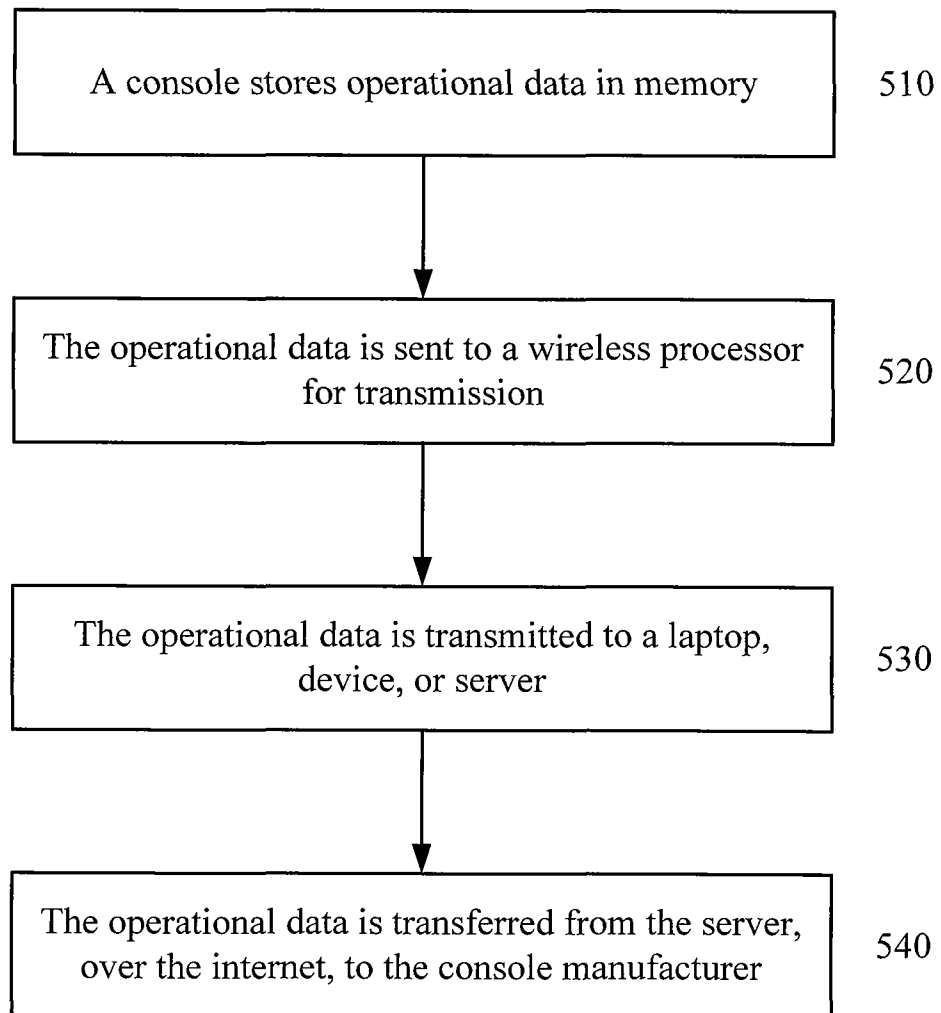 A console stores operational data in memory
510
The operational data is sent to a wireless processor
for transmission
520
The operational data is transmitted to a laptop,
device, or server
530
The operational data is transferred from the server,
over the internet, to the console manufacturer
540